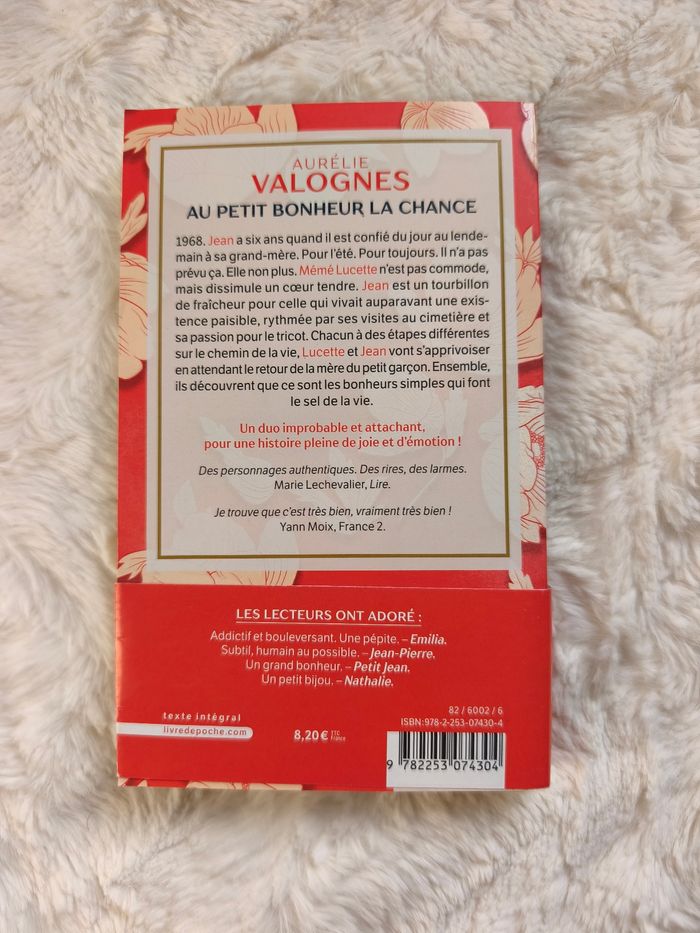 AURÉLIE
VALOGNES
AU PETIT BONHEUR LA CHANCE
1968. Jean a six ans quand il est confié du jour au lende-
main à sa grand-mère. Pour l'été. Pour toujours. Il n'a pas
prévu ça. Elle non plus. Mémé Lucette n'est pas commode,
mais dissimule un cœur tendre. Jean est un tourbillon
de fraîcheur pour celle qui vivait auparavant une exis-
tence paisible, rythmée par ses visites au cimetière et
sa passion pour le tricot. Chacun à des étapes différentes
sur le chemin de la vie, Lucette et Jean vont s'apprivoiser
en attendant le retour de la mère du petit garçon. Ensemble,
ils découvrent que ce sont les bonheurs simples qui font
le sel de la vie.
Un duo improbable et attachant,
pour une histoire pleine de joie et d'émotion !
Des personnages authentiques. Des rires, des larmes.
Marie Lechevalier, Lire.
Je trouve que c'est très bien, vraiment très bien !
Yann Moix, France 2.
LES LECTEURS ONT ADORÉ :
Addictif et bouleversant. Une pépite. – Emilia.
Subtil, humain au possible. – Jean-Pierre.
Un grand bonheur. – Petit Jean.
Un petit bijou. – Nathalie.
82 / 6002 / 6
ISBN: 978-2-253-07430-4
texte intégral
livredepoche.com
8,20 € TTC France
9 782253 074304